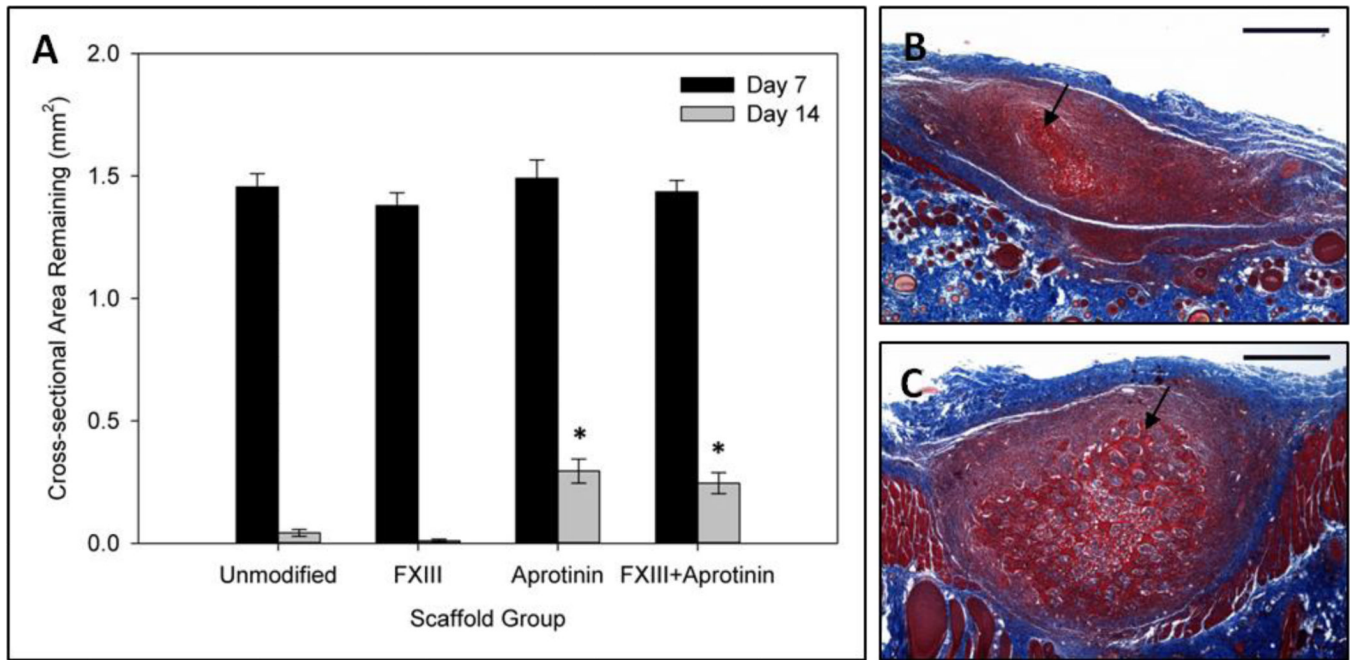 A
2.0
1.5
1.0
0.5
0.0
Cross-sectional Area Remaining (mm²)
Day 7
Day 14
*
*
Unmodified
FXIII
Aprotinin
FXIII+Aprotinin
Scaffold Group
B
C